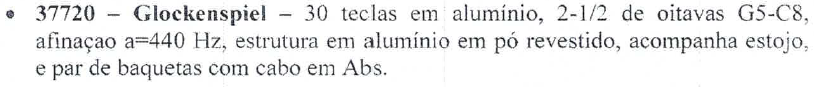 • 37720 – Glockenspiel – 30 teclas em alumínio, 2-1/2 de oitavas G5-C8,
afinaçao a=440 Hz, estrutura em alumínio em pó revestido, acompanha estojo,
e par de baquetas com cabo em Abs.